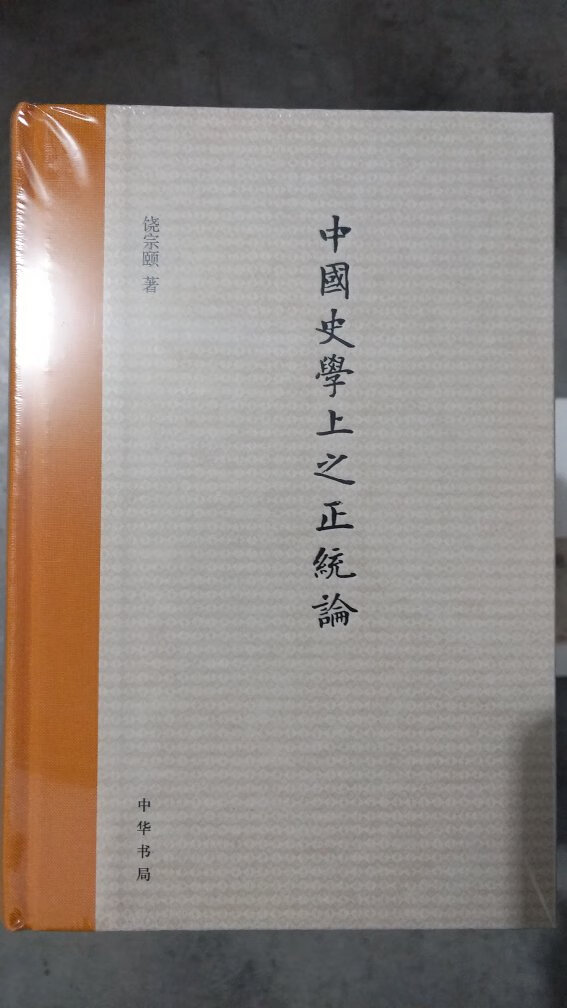 中國史學上之正統論
饶宗颐 著
中华书局